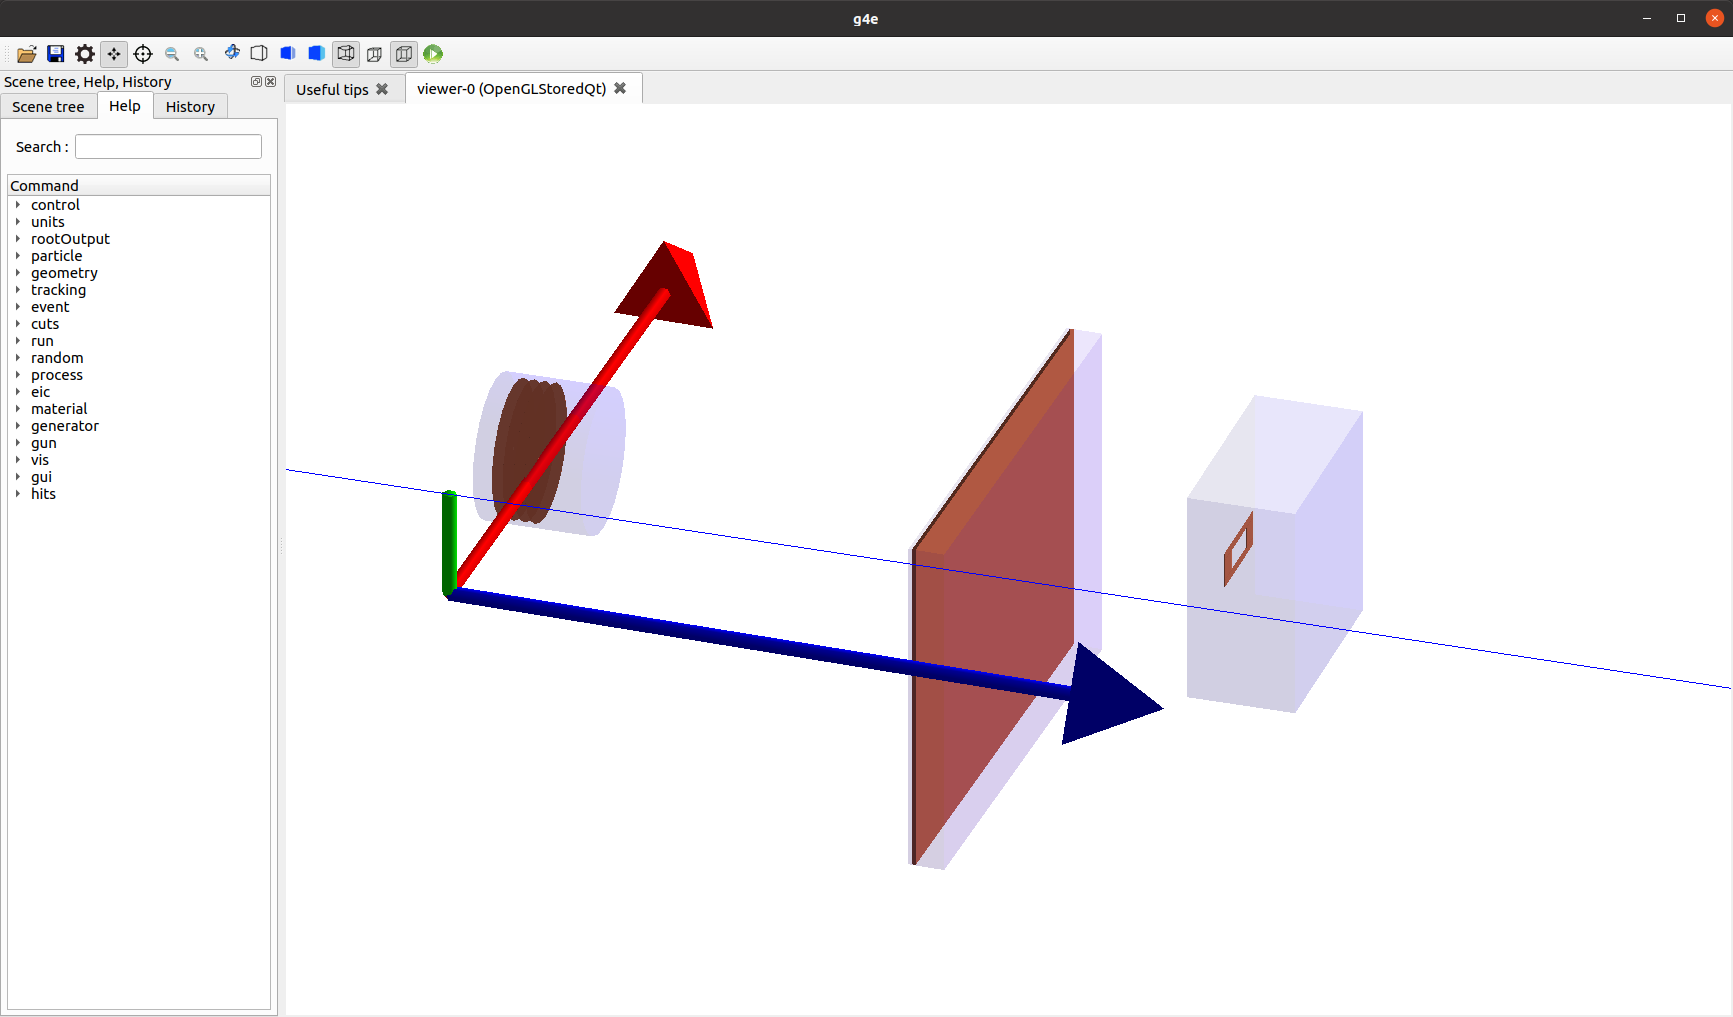 g4e
Scene tree, Help, History
Useful tips
viewer-0 (OpenGLStoredQt)
Scene tree
Help
History
Search :
Command
control
units
rootOutput
particle
geometry
tracking
event
cuts
run
random
process
eic
material
generator
gun
vis
gui
hits